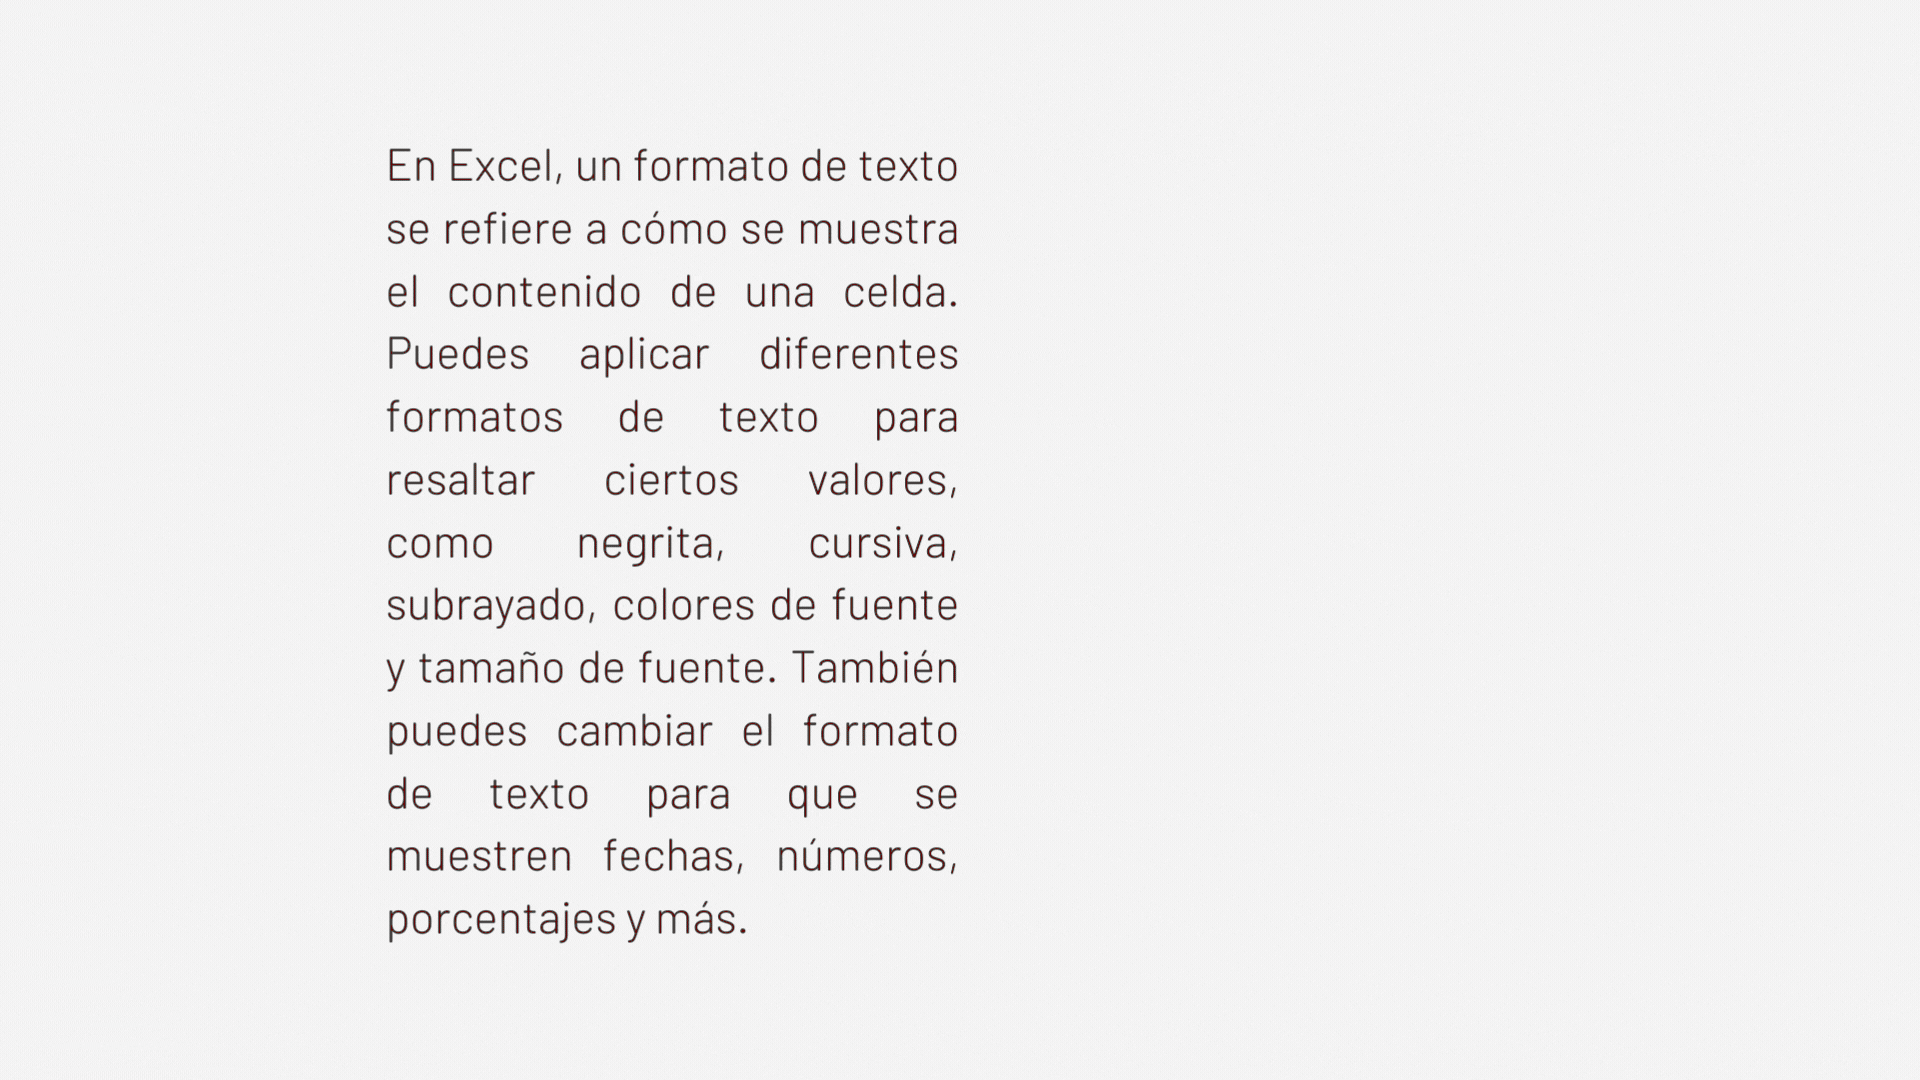 En Excel, un formato de texto
se refiere a cómo se muestra
el contenido de una celda.
Puedes aplicar diferentes
formatos de texto para
resaltar ciertos valores,
como negrita, cursiva,
subrayado, colores de fuente
y tamaño de fuente. También
puedes cambiar el formato
de texto para que se
muestren fechas, números,
porcentajes y más.